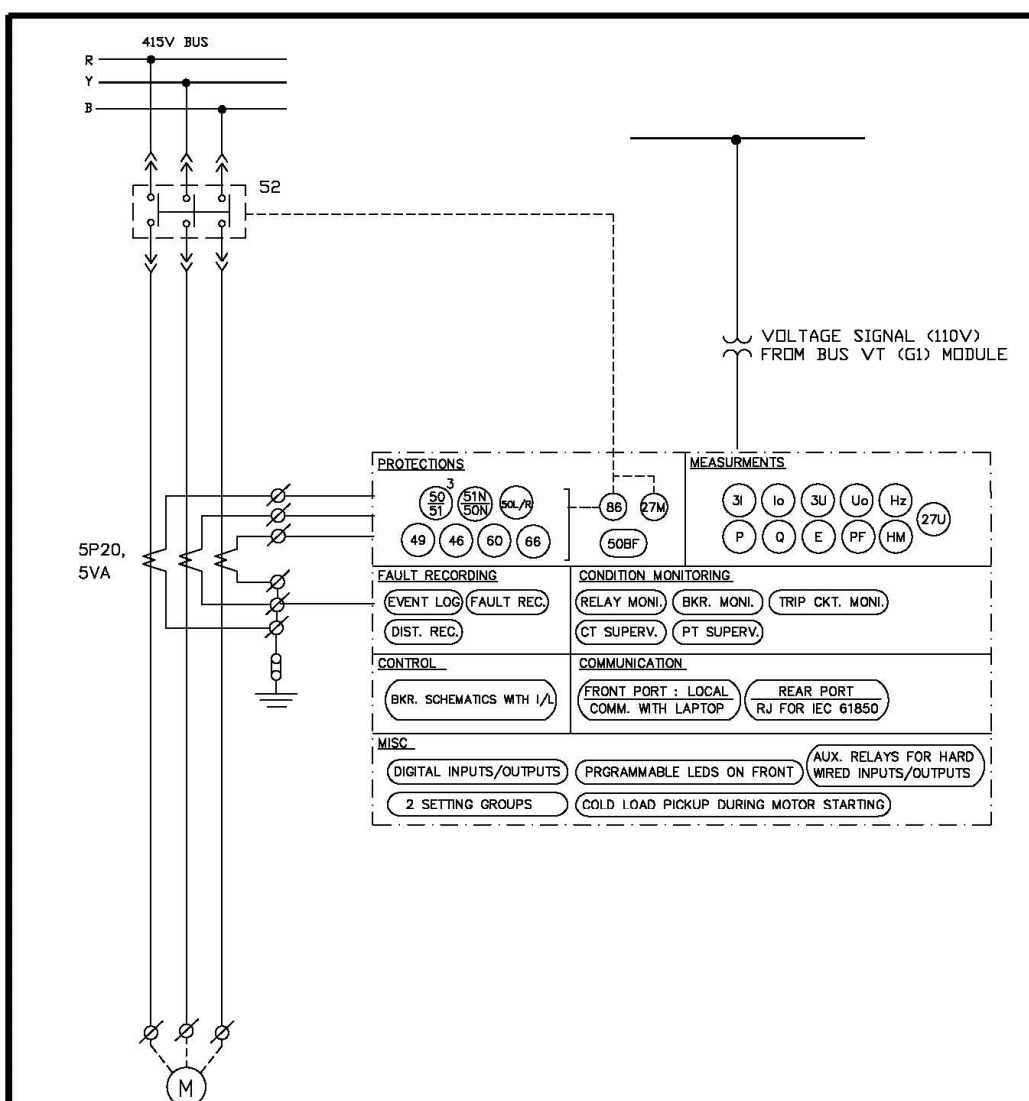 415V BUS
R
Y
B
52
VOLTAGE SIGNAL (110V)
FROM BUS VT (G1) MODULE
5P20,
5VA
PROTECTIONS
3
50
51
51N
50N
50L/R
49
46
60
66
86
27M
50BF
MEASURMENTS
3I
Io
3U
Uo
Hz
27U
P
Q
E
PF
HM
FAULT RECORDING
EVENT LOG
FAULT REC.
DIST. REC.
CONDITION MONITORING
RELAY MONI.
BKR. MONI.
TRIP CKT. MONI.
CT SUPERV.
PT SUPERV.
CONTROL
BKR. SCHEMATICS WITH I/L
COMMUNICATION
FRONT PORT : LOCAL
COMM. WITH LAPTOP
REAR PORT
RJ FOR IEC 61850
MISC
DIGITAL INPUTS/OUTPUTS
PRGRAMMABLE LEDS ON FRONT
AUX. RELAYS FOR HARD
WIRED INPUTS/OUTPUTS
2 SETTING GROUPS
COLD LOAD PICKUP DURING MOTOR STARTING
M